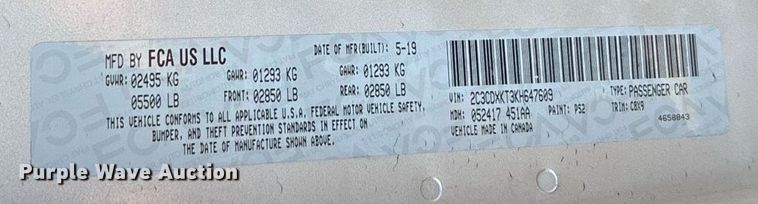 MFD BY FCA US LLC
DATE OF MFR(BUILT): 5-19
GVWR: 02495 KG GAWR: 01293 KG GAWR: 01293 KG
05500 LB FRONT: 02850 LB REAR: 02850 LB
THIS VEHICLE CONFORMS TO ALL APPLICABLE U.S.A. FEDERAL MOTOR VEHICLE SAFETY,
BUMPER, AND THEFT PREVENTION STANDARDS IN EFFECT ON
THE DATE OF MANUFACTURE SHOWN ABOVE.
VIN: 2C3CDXKT3KH647609 TYPE: PASSENGER CAR
MDH: 052417 451AA PAINT: PS2 TRIM: CBX9
VEHICLE MADE IN CANADA 4658843
Purple Wave Auction